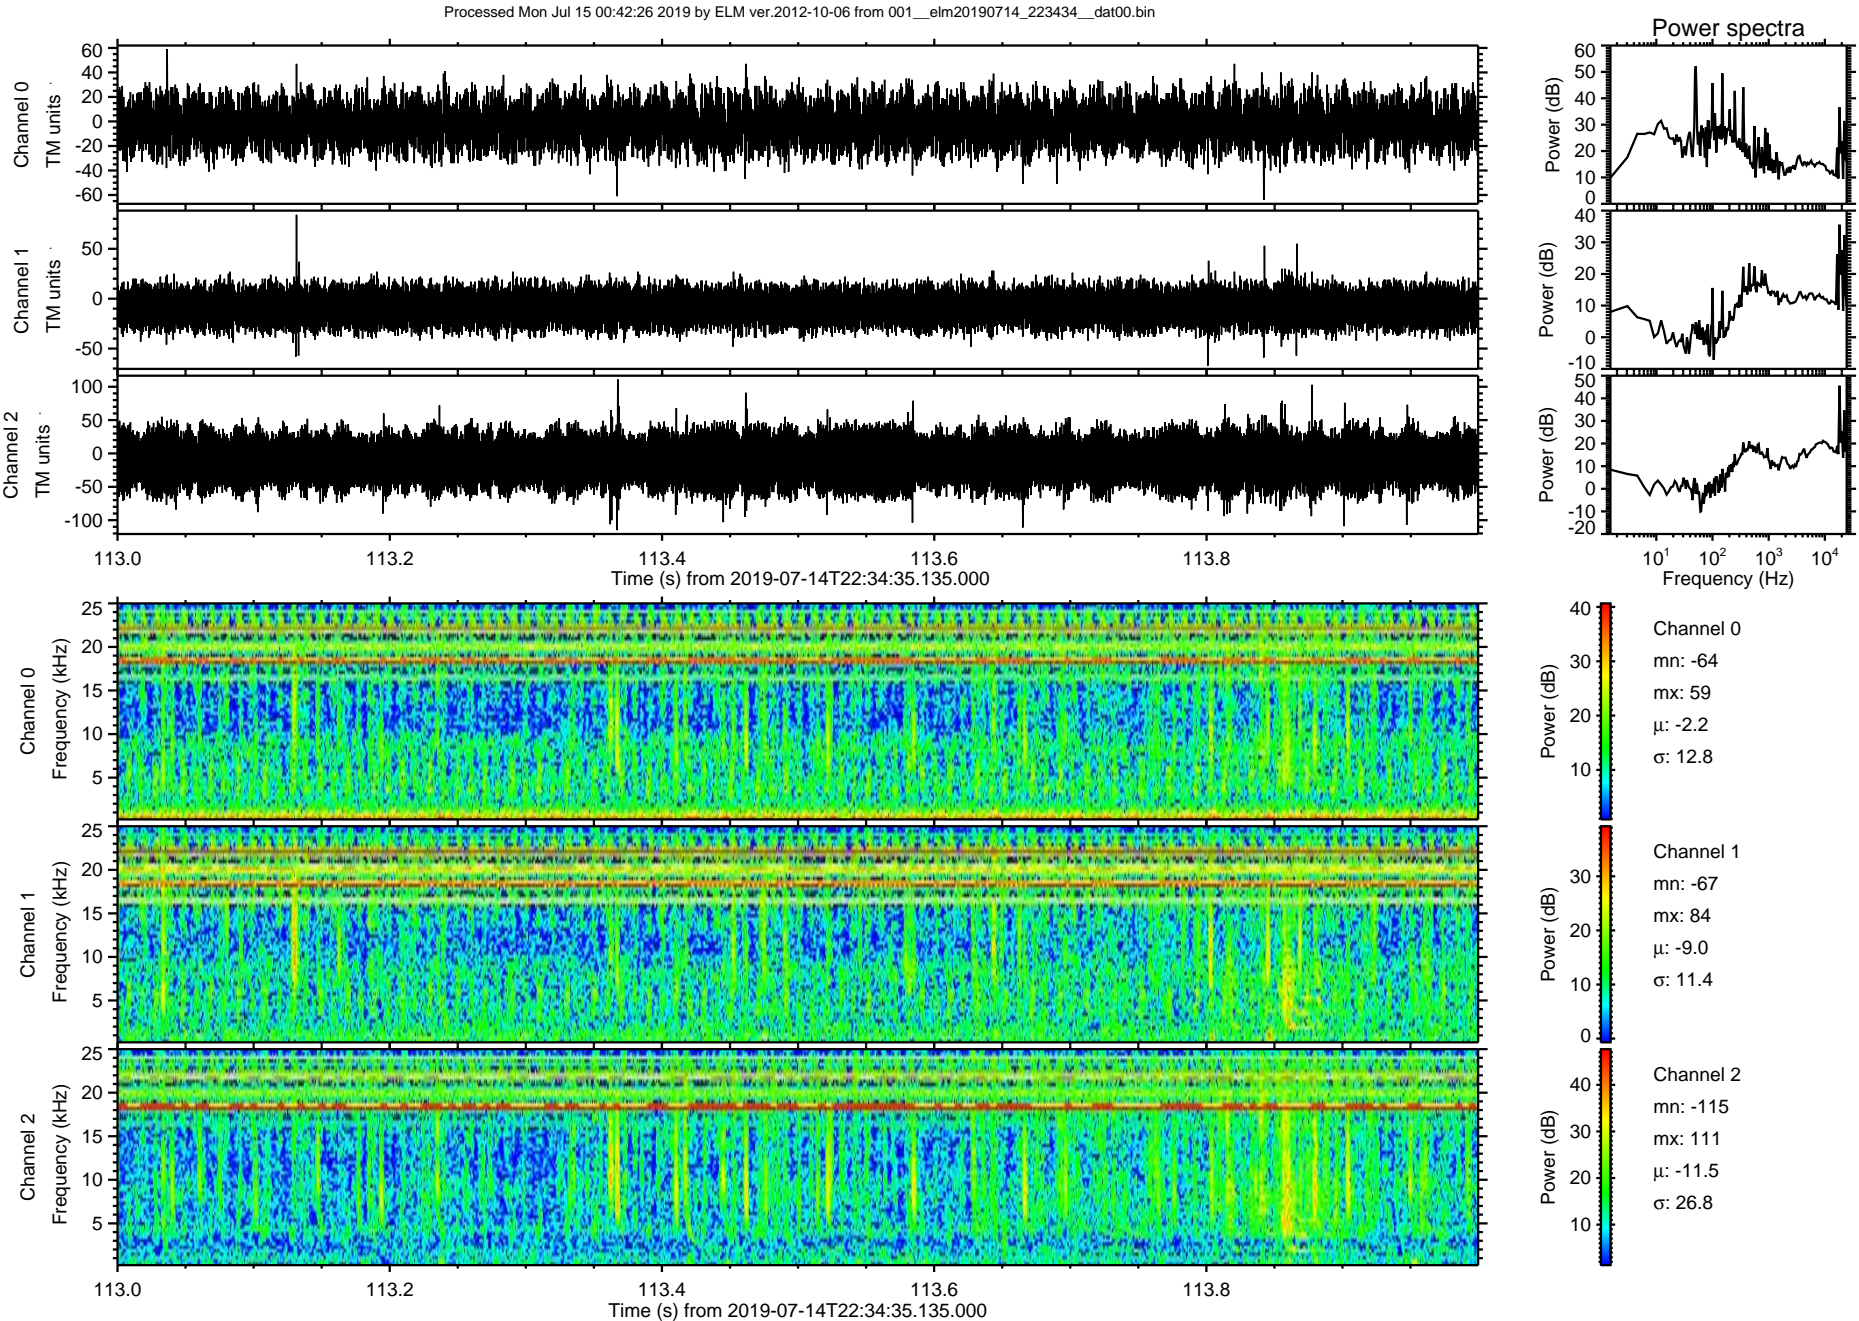 Processed Mon Jul 15 00:42:26 2019 by ELM ver.2012-10-06 from 001__elm20190714_223434__dat00.bin
Power spectra
Channel 0
TM units
60
40
20
0
-20
-40
-60
Power (dB)
60
50
40
30
20
10
0
Channel 1
TM units
50
0
-50
Power (dB)
40
30
20
10
0
-10
Channel 2
TM units
100
50
0
-50
-100
Power (dB)
50
40
30
20
10
0
-10
-20
113.0 113.2 113.4 113.6 113.8
Time (s) from 2019-07-14T22:34:35.135.000
10^1 10^2 10^3 10^4
Frequency (Hz)
Channel 0
Frequency (kHz)
25
20
15
10
5
Power (dB)
40
30
20
10
Channel 0
mn: -64
mx: 59
μ: -2.2
σ: 12.8
Channel 1
Frequency (kHz)
25
20
15
10
5
Power (dB)
30
20
10
0
Channel 1
mn: -67
mx: 84
μ: -9.0
σ: 11.4
Channel 2
Frequency (kHz)
25
20
15
10
5
Power (dB)
40
30
20
10
Channel 2
mn: -115
mx: 111
μ: -11.5
σ: 26.8
113.0 113.2 113.4 113.6 113.8
Time (s) from 2019-07-14T22:34:35.135.000